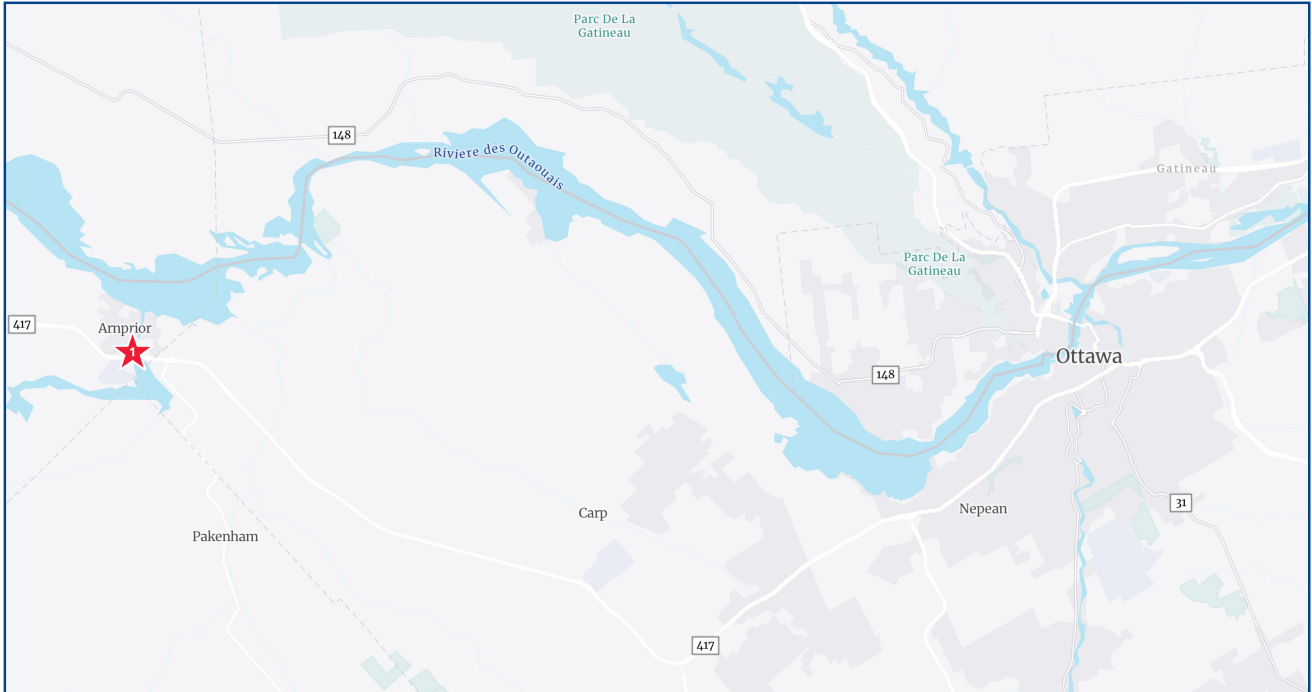 Parc De La
Gatineau
148
Riviere des Outaouais
Gatineau
Parc De La
Gatineau
417
Arnprior
1
Ottawa
148
31
Carp
Nepean
Pakenham
417